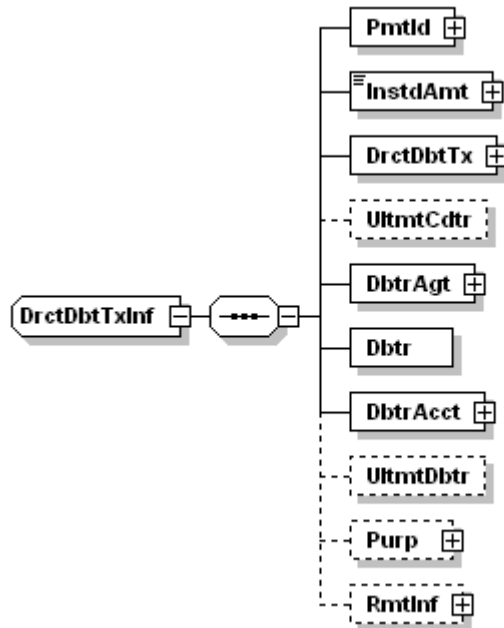 PmtId
InstdAmt
DrctDbtTx
UltmtCdtr
DbtrAgt
DrctDbtTxInf
Dbtr
DbtrAcct
UltmtDbtr
Purp
RmtInf